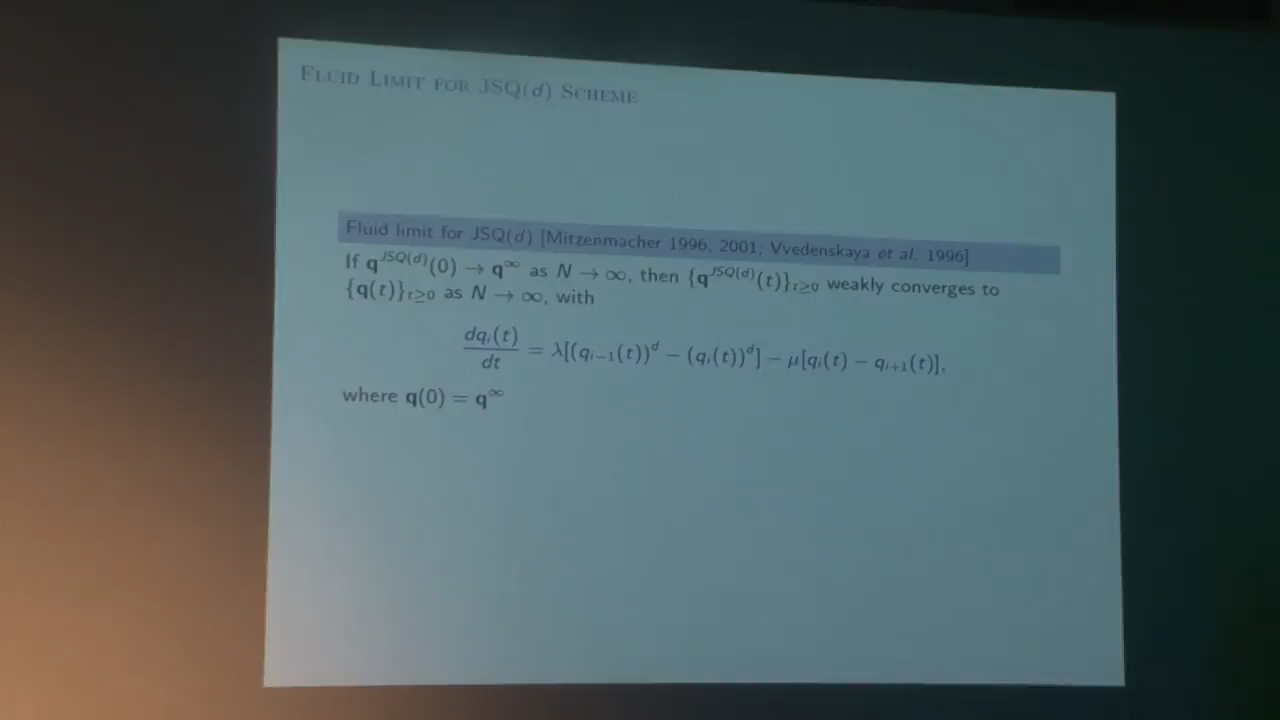 FLUID LIMIT FOR JSQ(d) SCHEME
Fluid limit for JSQ(d) [Mitzenmacher 1996, 2001; Vvedenskaya et al. 1996]
If q^{JSQ(d)}(0) → q^∞ as N → ∞, then {q^{JSQ(d)}(t)}_{t≥0} weakly converges to
{q(t)}_{t≥0} as N → ∞, with
dq_i(t)/dt = λ[(q_{i−1}(t))^d − (q_i(t))^d] − μ[q_i(t) − q_{i+1}(t)],
where q(0) = q^∞